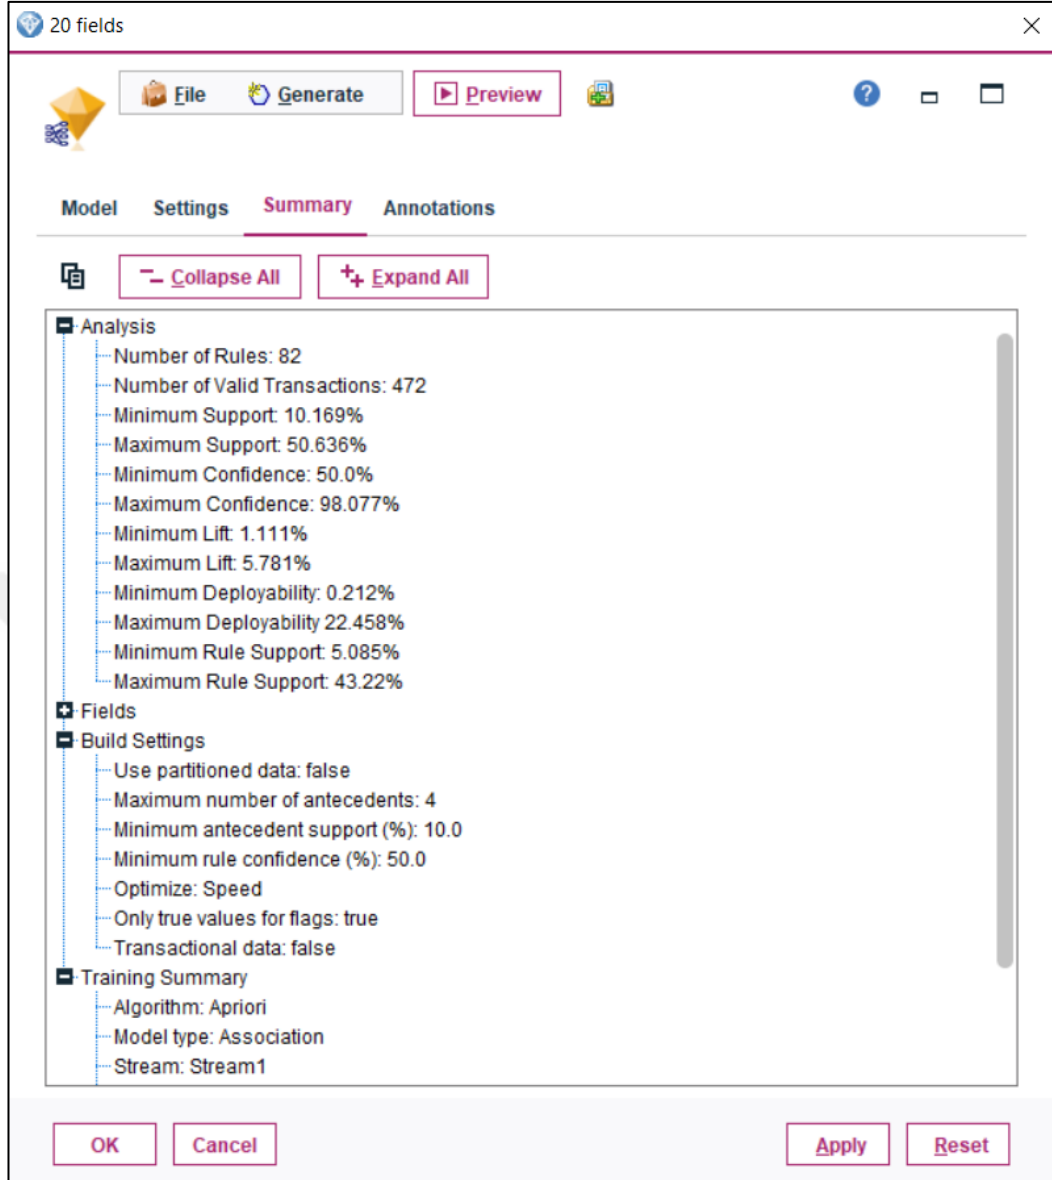 20 fields
File Generate Preview
Model Settings Summary Annotations
Collapse All Expand All
Analysis
Number of Rules: 82
Number of Valid Transactions: 472
Minimum Support: 10.169%
Maximum Support: 50.636%
Minimum Confidence: 50.0%
Maximum Confidence: 98.077%
Minimum Lift: 1.111%
Maximum Lift: 5.781%
Minimum Deployability: 0.212%
Maximum Deployability 22.458%
Minimum Rule Support: 5.085%
Maximum Rule Support: 43.22%
Fields
Build Settings
Use partitioned data: false
Maximum number of antecedents: 4
Minimum antecedent support (%): 10.0
Minimum rule confidence (%): 50.0
Optimize: Speed
Only true values for flags: true
Transactional data: false
Training Summary
Algorithm: Apriori
Model type: Association
Stream: Stream1
OK Cancel Apply Reset